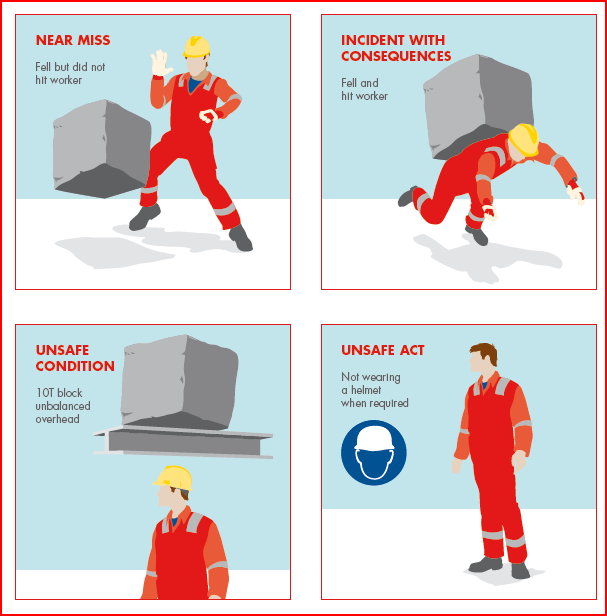 NEAR MISS
Fell but did not
hit worker
INCIDENT WITH
CONSEQUENCES
Fell and
hit worker
UNSAFE
CONDITION
10T block
unbalanced
overhead
UNSAFE ACT
Not wearing
a helmet
when required